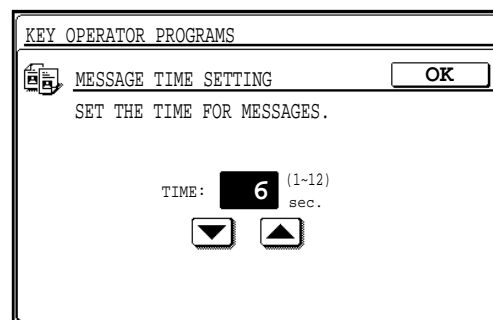 KEY OPERATOR PROGRAMS
MESSAGE TIME SETTING
OK
SET THE TIME FOR MESSAGES.
TIME: 6 (1~12)
sec.